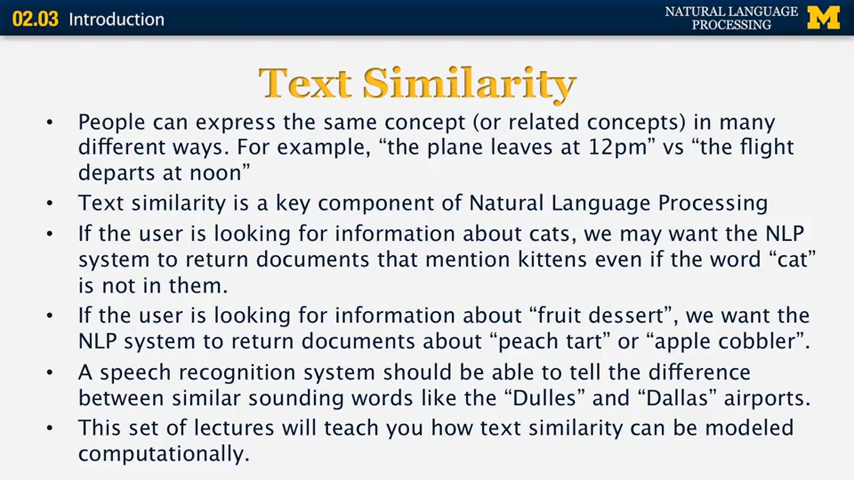 02.03 Introduction
NATURAL LANGUAGE
PROCESSING
M
Text Similarity
• People can express the same concept (or related concepts) in many
different ways. For example, “the plane leaves at 12pm” vs “the flight
departs at noon”
• Text similarity is a key component of Natural Language Processing
• If the user is looking for information about cats, we may want the NLP
system to return documents that mention kittens even if the word “cat”
is not in them.
• If the user is looking for information about “fruit dessert”, we want the
NLP system to return documents about “peach tart” or “apple cobbler”.
• A speech recognition system should be able to tell the difference
between similar sounding words like the “Dulles” and “Dallas” airports.
• This set of lectures will teach you how text similarity can be modeled
computationally.